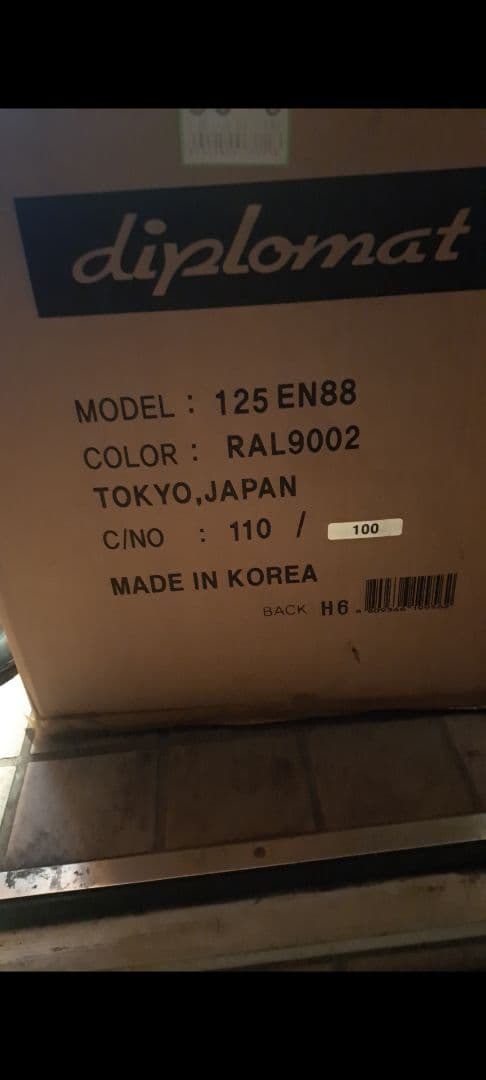 diplomat
MODEL : 125 EN88
COLOR : RAL9002
TOKYO,JAPAN
C/NO : 110 / 100
MADE IN KOREA
BACK H6